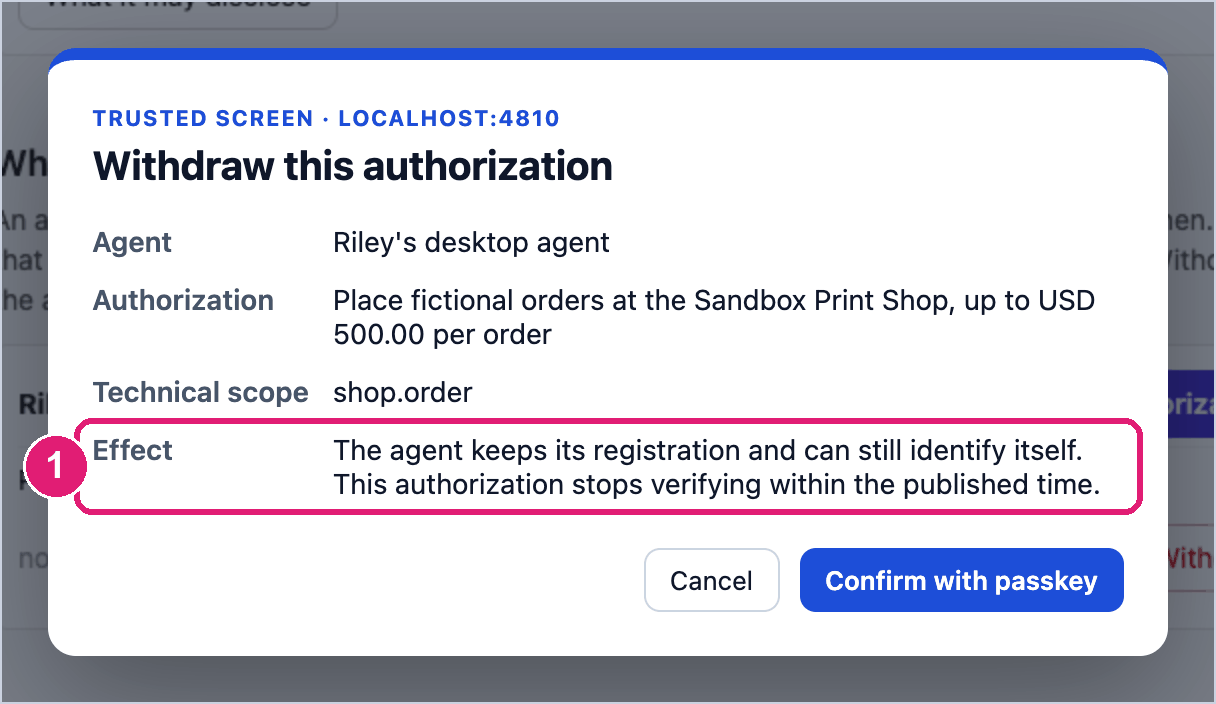 TRUSTED SCREEN · LOCALHOST:4810
Withdraw this authorization
Agent Riley's desktop agent
Authorization Place fictional orders at the Sandbox Print Shop, up to USD
500.00 per order
Technical scope shop.order
1 Effect The agent keeps its registration and can still identify itself.
This authorization stops verifying within the published time.
Cancel Confirm with passkey